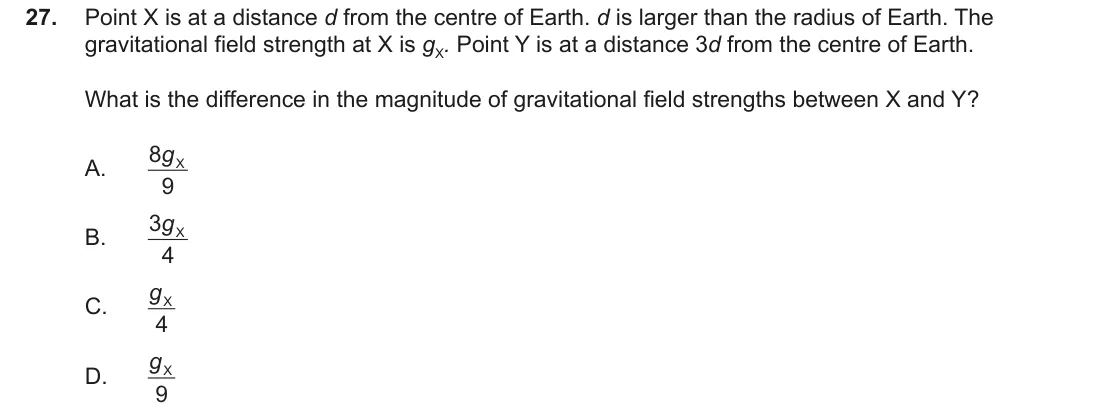 27. Point X is at a distance d from the centre of Earth. d is larger than the radius of Earth. The
gravitational field strength at X is gₓ. Point Y is at a distance 3d from the centre of Earth.
What is the difference in the magnitude of gravitational field strengths between X and Y?
A. 8gₓ/9
B. 3gₓ/4
C. gₓ/4
D. gₓ/9